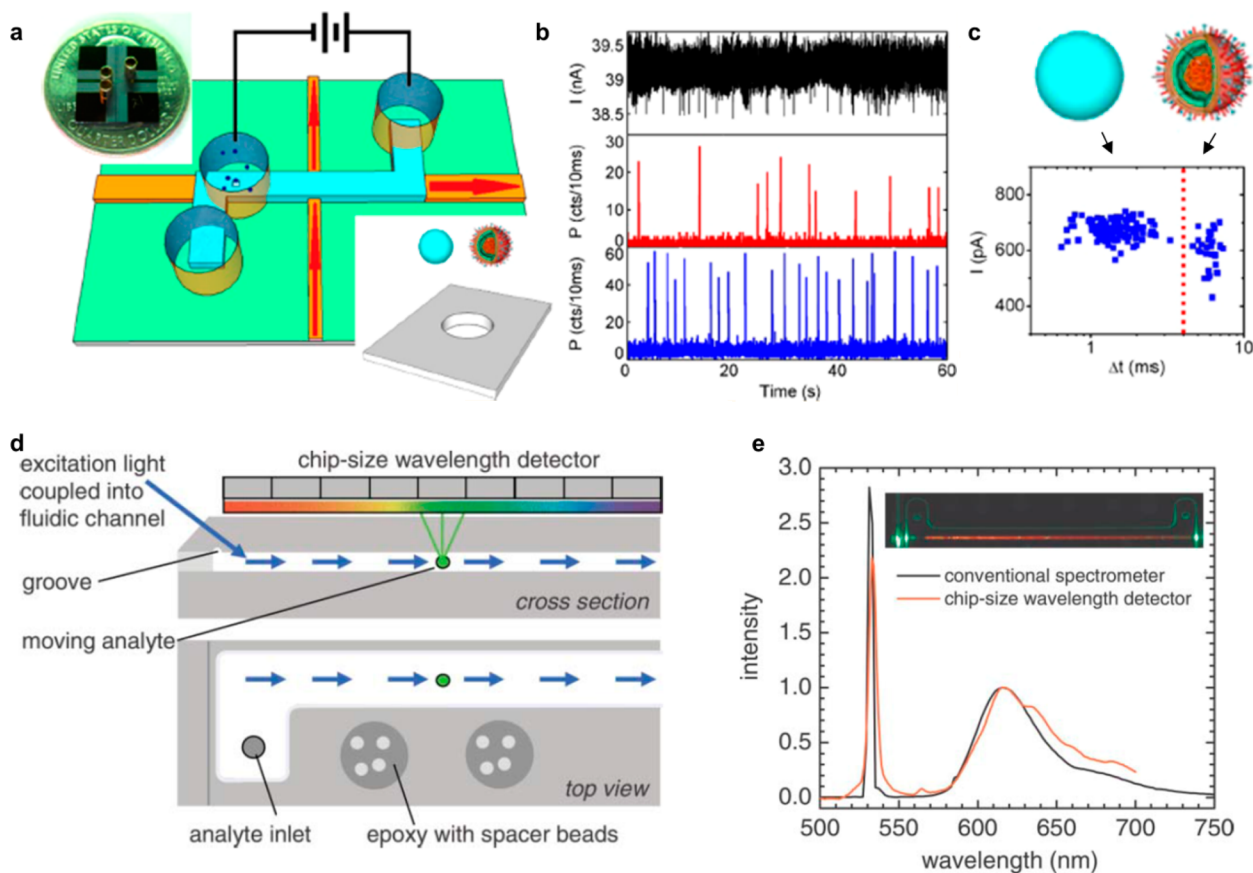 a
UNITED STATES
QUARTER DOLLAR
b
39.5
39
38.5
I (nA)
30
20
10
0
P (cts/10ms)
60
40
20
0
P (cts/10ms)
0 20 40 60
Time (s)
c
800
600
400
I (pA)
1 10
Δt (ms)
d
excitation light
coupled into
fluidic channel
chip-size wavelength detector
groove
cross section
moving analyte
top view
analyte inlet
epoxy with spacer beads
e
3.0
2.5
2.0
1.5
1.0
0.5
0.0
intensity
conventional spectrometer
chip-size wavelength detector
500 550 600 650 700 750
wavelength (nm)